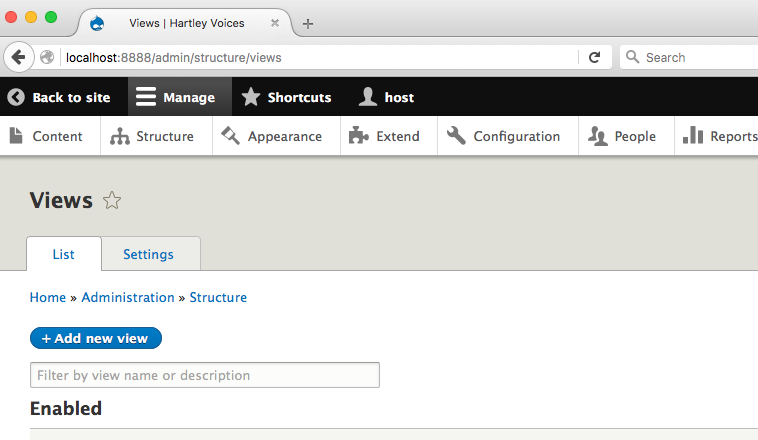 Views | Hartley Voices
localhost:8888/admin/structure/views
Search
Back to site Manage Shortcuts host
Content Structure Appearance Extend Configuration People Reports
Views
List Settings
Home » Administration » Structure
+ Add new view
Filter by view name or description
Enabled